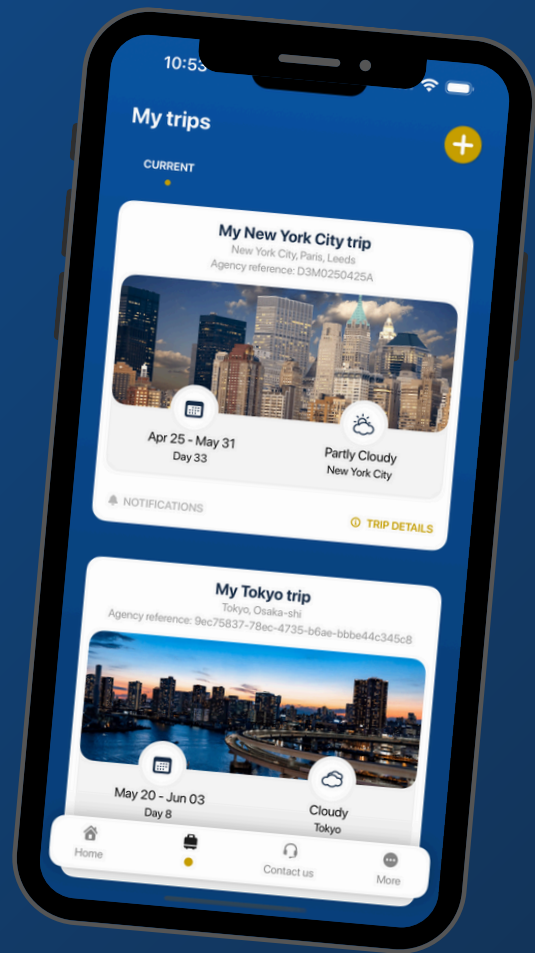 10:53
My trips
CURRENT
My New York City trip
New York City, Paris, Leeds
Agency reference: D3M0250425A
Apr 25 - May 31
Day 33
Partly Cloudy
New York City
NOTIFICATIONS
TRIP DETAILS
My Tokyo trip
Tokyo, Osaka-shi
Agency reference: 9ec75837-78ec-4735-b6ae-bbbe44c345c8
May 20 - Jun 03
Day 8
Cloudy
Tokyo
Home
Contact us
More